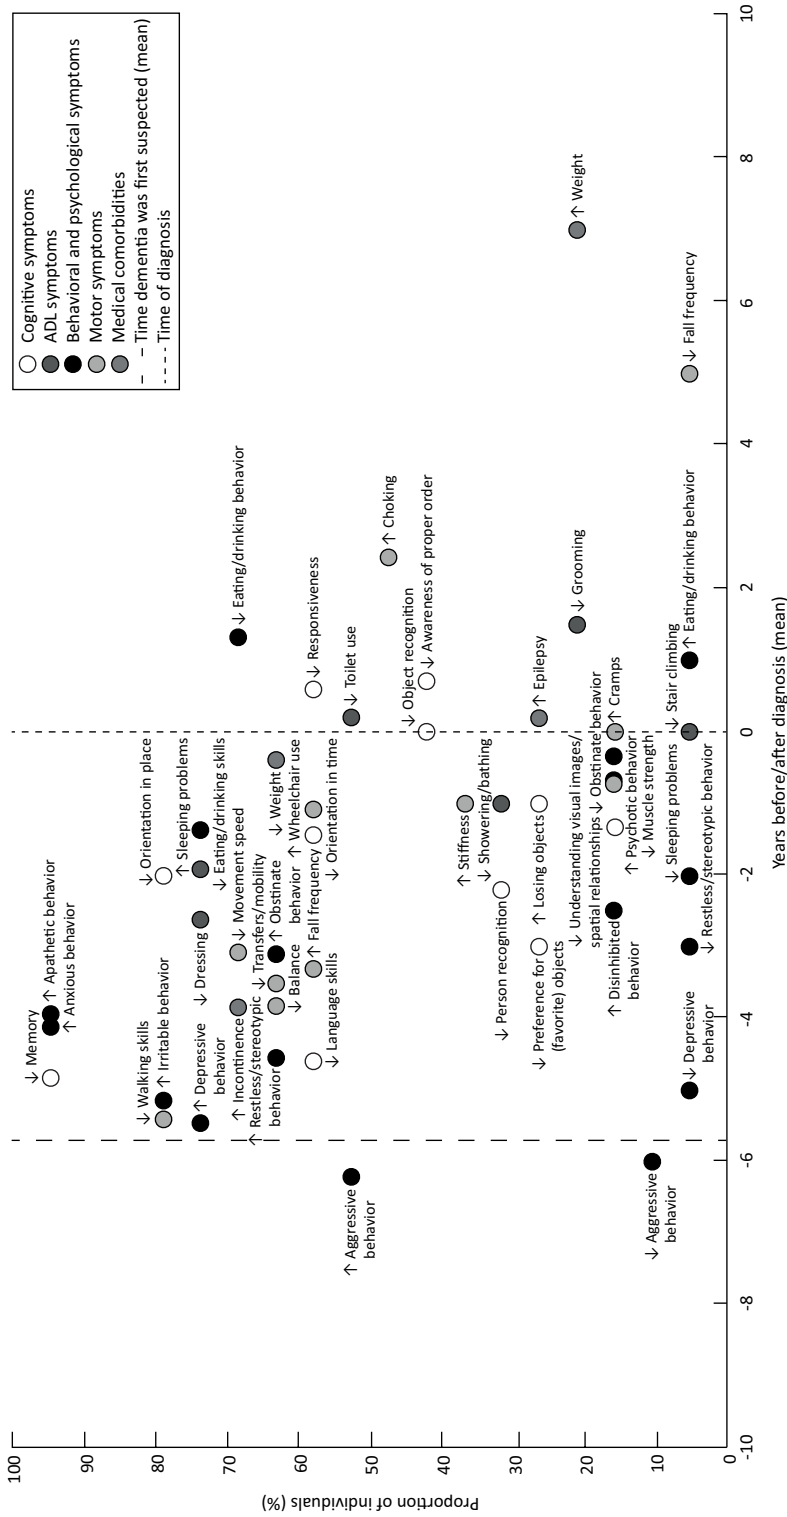 Cognitive symptoms
ADL symptoms
Behavioral and psychological symptoms
Motor symptoms
Medical comorbidities
Time dementia was first suspected (mean)
Time of diagnosis
Proportion of individuals (%)
100
90
80
70
60
50
40
30
20
10
0
↓ Memory
↑ Apathetic behavior
↑ Anxious behavior
↓ Walking skills
↑ Irritable behavior
↓ Orientation in place
↑ Sleeping problems
↑ Depressive
behavior
↓ Dressing
↓ Eating/drinking skills
↑ Incontinence
↓ Movement speed
↓ Eating/drinking behavior
↑ Restless/stereotypic
behavior
↓ Transfers/mobility
↓ Balance
↑ Obstinate
behavior
↓ Weight
↑ Wheelchair use
↑ Fall frequency
↓ Language skills
↓ Orientation in time
↓ Responsiveness
↑ Aggressive
behavior
↓ Toilet use
↑ Choking
↓ Object recognition
↓ Awareness of proper order
↑ Stiffness
↓ Showering/bathing
↓ Person recognition
↑ Losing objects
↓ Preference for
(favorite) objects
↑ Epilepsy
↓ Grooming
↑ Weight
↓ Understanding visual images/
spatial relationships
↓ Obstinate behavior
↑ Cramps
↑ Disinhibited
behavior
↑ Psychotic behavior
↓ Muscle strength
↓ Aggressive
behavior
↓ Sleeping problems
↓ Stair climbing
↓ Depressive
behavior
↓ Restless/stereotypic behavior
↑ Eating/drinking behavior
↓ Fall frequency
-10
-8
-6
-4
-2
0
2
4
6
8
10
Years before/after diagnosis (mean)